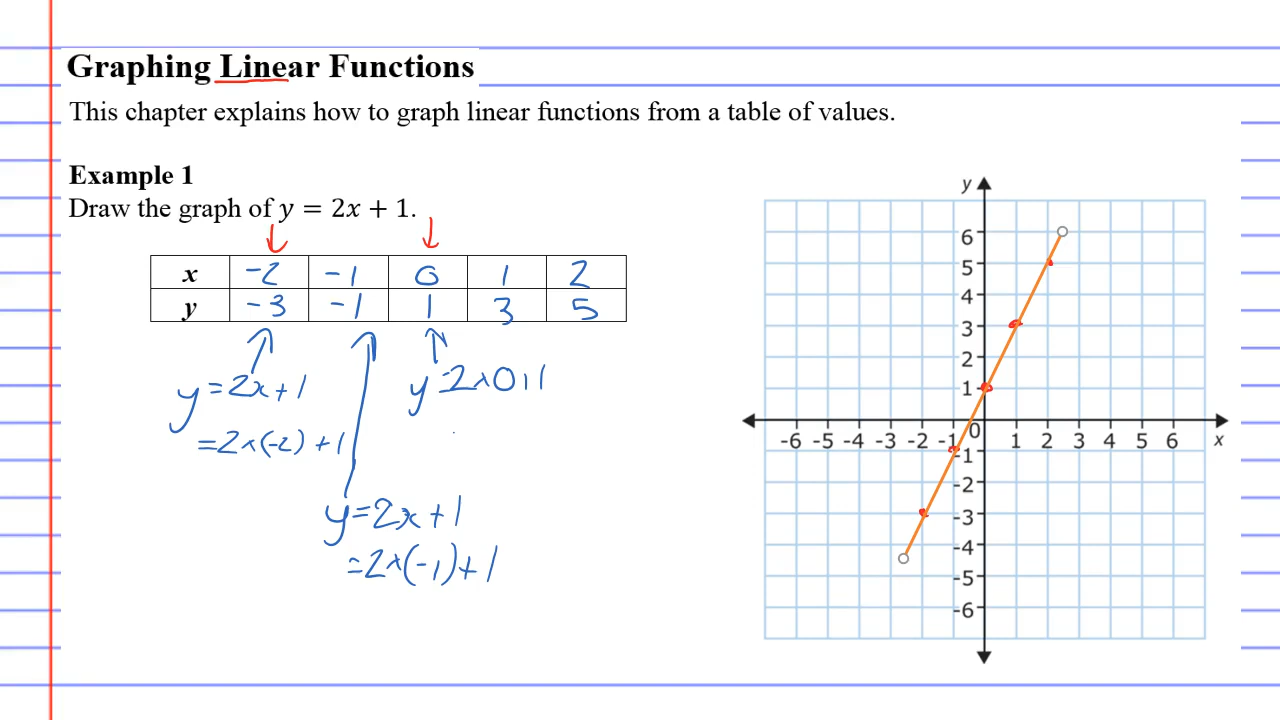 Graphing Linear Functions
This chapter explains how to graph linear functions from a table of values.
Example 1
Draw the graph of y = 2x + 1.
x -2 -1 0 1 2
y -3 -1 1 3 5
y = 2x + 1
= 2×(-2) + 1
y = 2x + 1
= 2×(-1) + 1
y
6
5
4
3
2
1
0
-6 -5 -4 -3 -2 -1 1 2 3 4 5 6 x
-1
-2
-3
-4
-5
-6